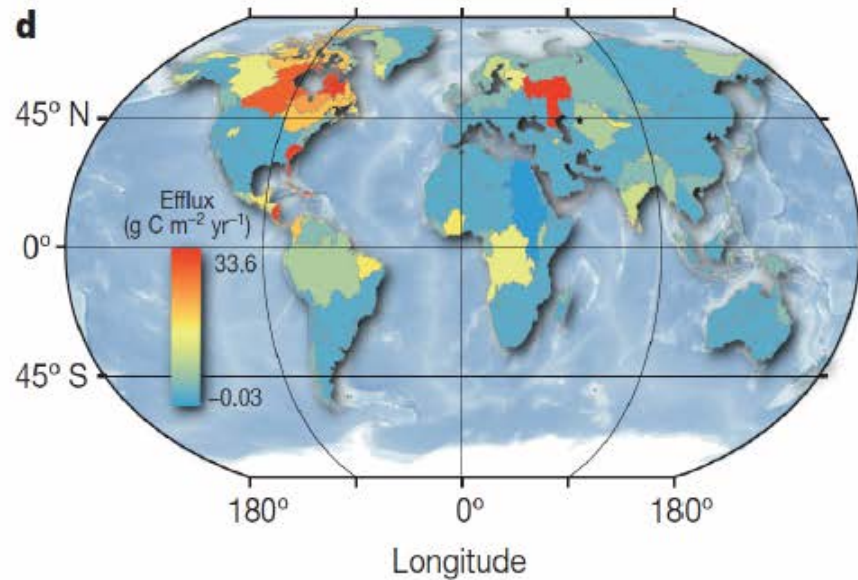 d
45° N
Efflux
(g C m⁻² yr⁻¹)
0°
33.6
45° S
–0.03
180°
0°
180°
Longitude